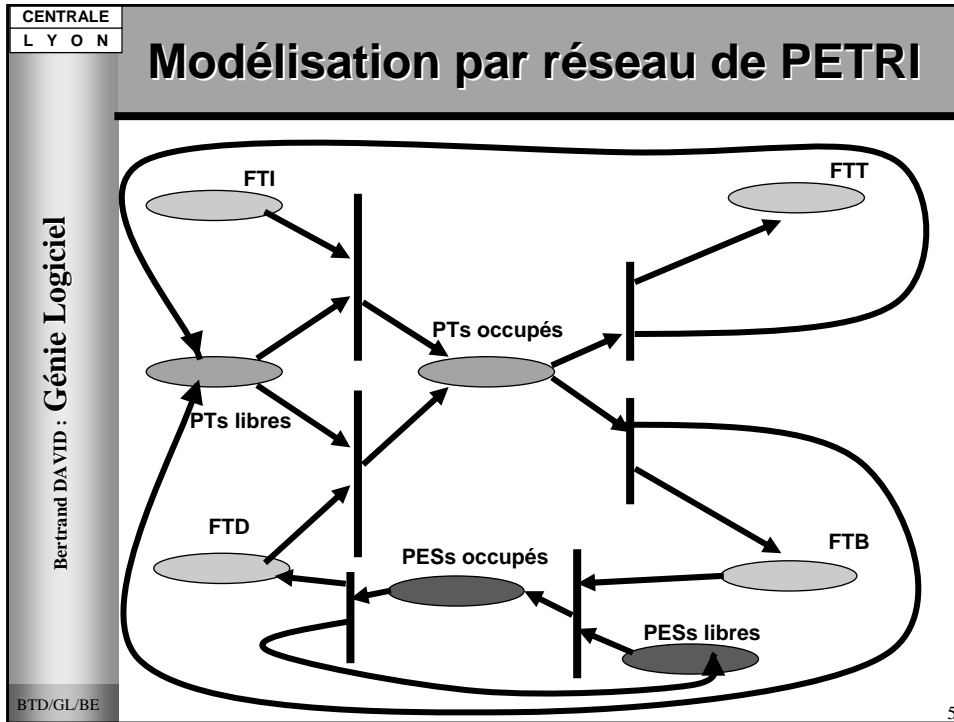 CENTRALE
L Y O N
Modélisation par réseau de PETRI
Bertrand DAVID : Génie Logiciel
FTI
FTT
PTs occupés
PTs libres
FTD
PESs occupés
FTB
PESs libres
BTD/GL/BE
5